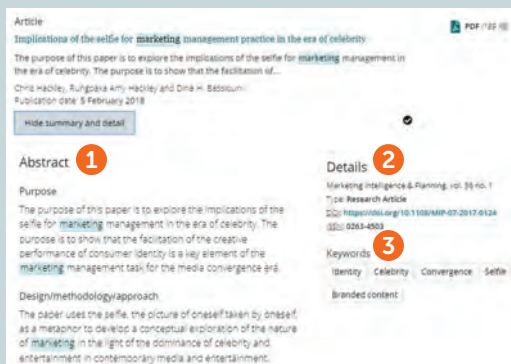 Article
Implications of the selfie for marketing management practice in the era of celebrity
PDF
The purpose of this paper is to explore the implications of the selfie for marketing management in
the era of celebrity. The purpose is to show that the facilitation of...
Chris Hackley, Rungpaka Amy Hackley and Dina H. Bassiouni
Publication date: 5 February 2018
Hide summary and detail
Abstract 1
Purpose
The purpose of this paper is to explore the implications of the
selfie for marketing management in the era of celebrity. The
purpose is to show that the facilitation of the creative
performance of consumer identity is a key element of the
marketing management task for the media convergence era.
Design/methodology/approach
The paper uses the selfie, the picture of oneself taken by oneself,
as a metaphor to develop a conceptual exploration of the nature
of marketing in the light of the dominance of celebrity and
entertainment in contemporary media and entertainment.
Details 2
Marketing Intelligence & Planning, vol. 36 no. 1
Type: Research Article
DOI: https://doi.org/10.1108/MIP-07-2017-0124
ISSN: 0263-4503
Keywords 3
Identity Celebrity Convergence Selfie
Branded content